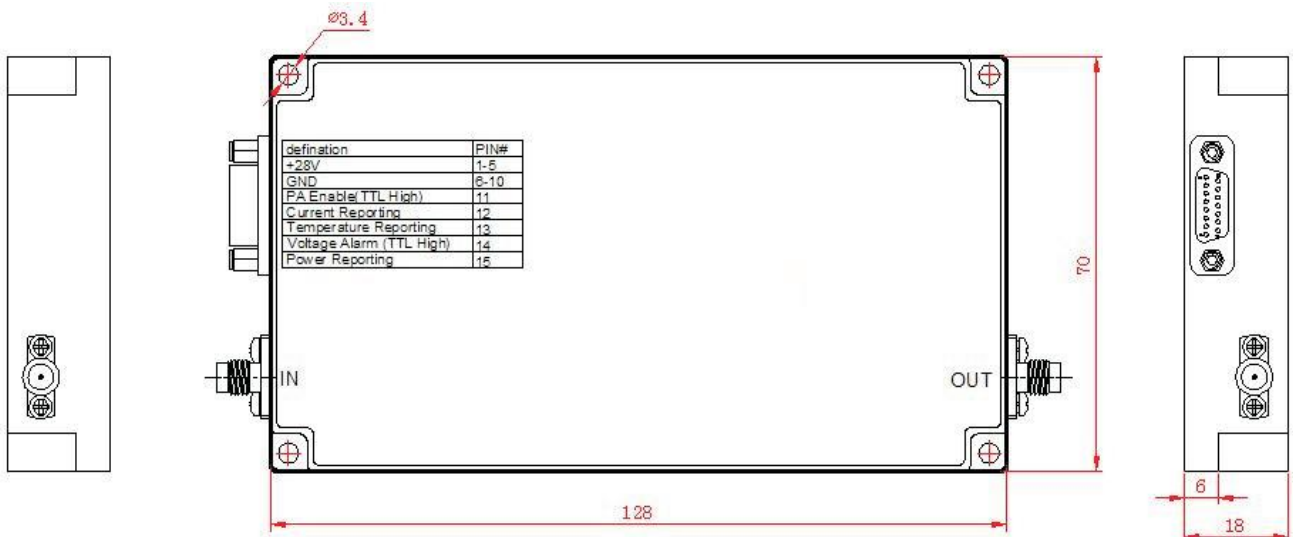 ø3.4
defination PIN#
+28V 1-5
GND 6-10
PA Enable(TTL High) 11
Current Reporting 12
Temperature Reporting 13
Voltage Alarm (TTL High) 14
Power Reporting 15
70
IN
OUT
6
128
18